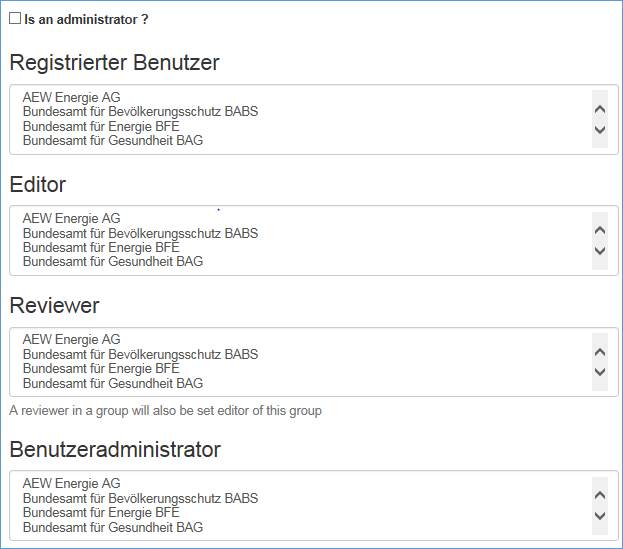 Is an administrator ?
Registrierter Benutzer
AEW Energie AG
Bundesamt für Bevölkerungsschutz BABS
Bundesamt für Energie BFE
Bundesamt für Gesundheit BAG
Editor
AEW Energie AG
Bundesamt für Bevölkerungsschutz BABS
Bundesamt für Energie BFE
Bundesamt für Gesundheit BAG
Reviewer
AEW Energie AG
Bundesamt für Bevölkerungsschutz BABS
Bundesamt für Energie BFE
Bundesamt für Gesundheit BAG
A reviewer in a group will also be set editor of this group
Benutzeradministrator
AEW Energie AG
Bundesamt für Bevölkerungsschutz BABS
Bundesamt für Energie BFE
Bundesamt für Gesundheit BAG